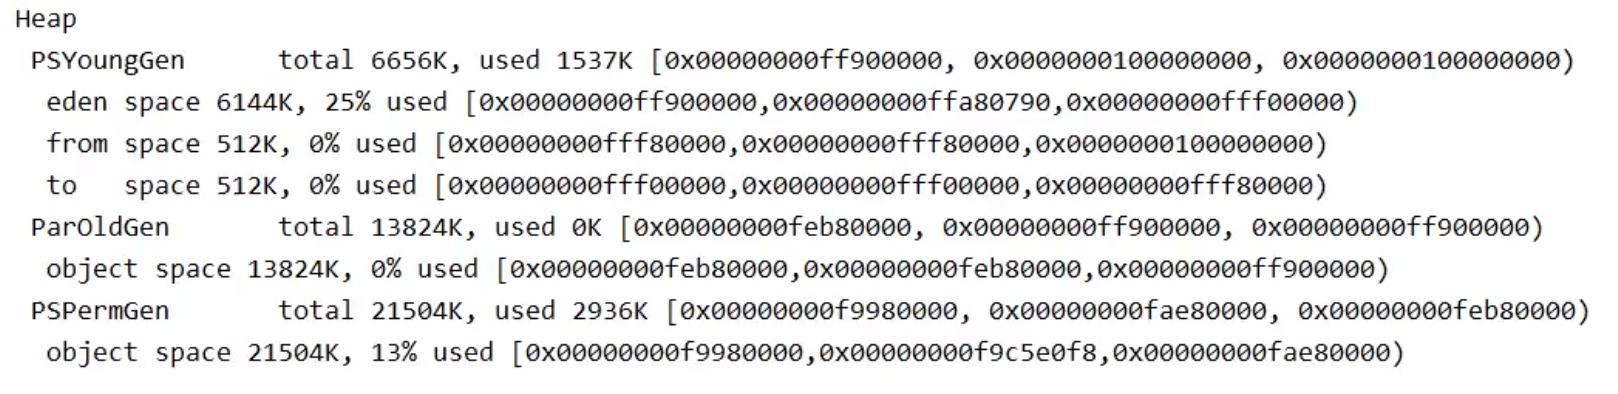 Heap
PSYoungGen      total 6656K, used 1537K [0x00000000ff900000, 0x0000000100000000, 0x0000000100000000)
eden space 6144K, 25% used [0x00000000ff900000,0x00000000ffa80790,0x00000000fff00000)
from space 512K, 0% used [0x00000000fff80000,0x00000000fff80000,0x0000000100000000)
to   space 512K, 0% used [0x00000000fff00000,0x00000000fff00000,0x00000000fff80000)
ParOldGen       total 13824K, used 0K [0x00000000feb80000, 0x00000000ff900000, 0x00000000ff900000)
object space 13824K, 0% used [0x00000000feb80000,0x00000000feb80000,0x00000000ff900000)
PSPermGen       total 21504K, used 2936K [0x00000000f9980000, 0x00000000fae80000, 0x00000000feb80000)
object space 21504K, 13% used [0x00000000f9980000,0x00000000f9c5e0f8,0x00000000fae80000)